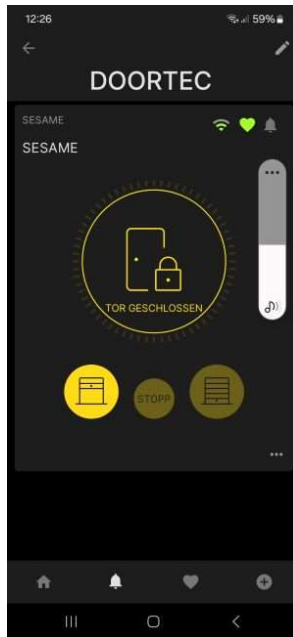 12:26
59%
DOORTEC
SESAME
SESAME
TOR GESCHLOSSEN
STOPP